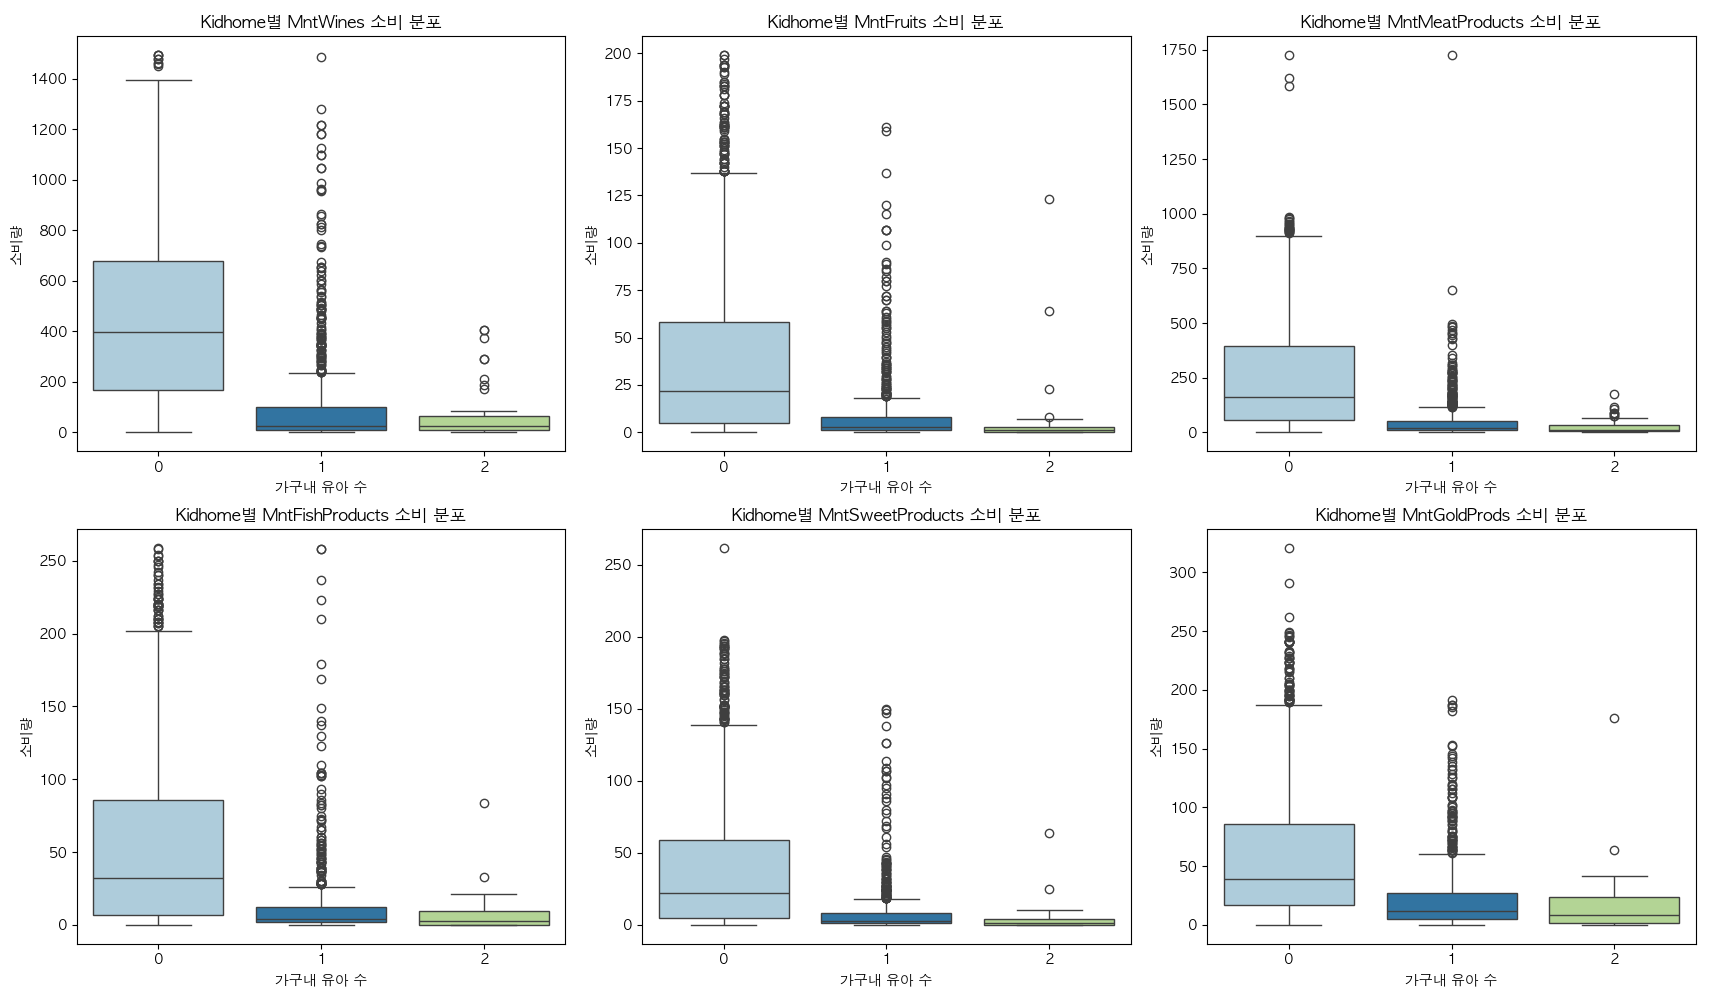 Kidhome별 MntWines 소비 분포
1400
1200
1000
800
600
400
200
0
소비량
0 1 2
가구내 유아 수
Kidhome별 MntFruits 소비 분포
200
175
150
125
100
75
50
25
0
소비량
0 1 2
가구내 유아 수
Kidhome별 MntMeatProducts 소비 분포
1750
1500
1250
1000
750
500
250
0
소비량
0 1 2
가구내 유아 수
Kidhome별 MntFishProducts 소비 분포
250
200
150
100
50
0
소비량
0 1 2
가구내 유아 수
Kidhome별 MntSweetProducts 소비 분포
250
200
150
100
50
0
소비량
0 1 2
가구내 유아 수
Kidhome별 MntGoldProds 소비 분포
300
250
200
150
100
50
0
소비량
0 1 2
가구내 유아 수